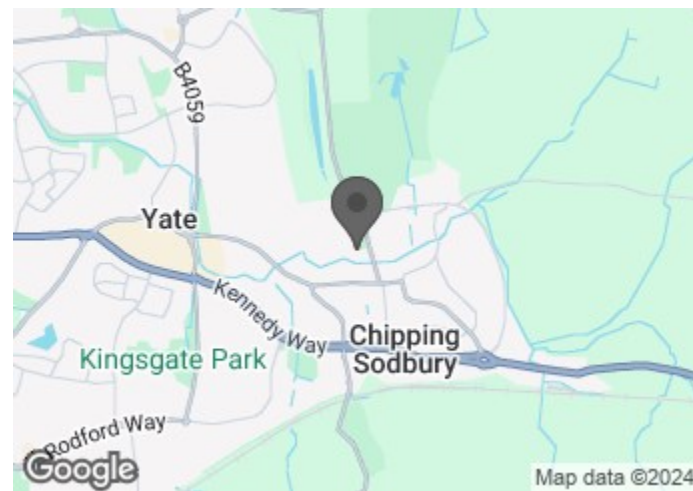 B4059
Yate
Kennedy Way
Chipping
Sodbury
Kingsgate Park
Rodford Way
Google
Map data ©2024